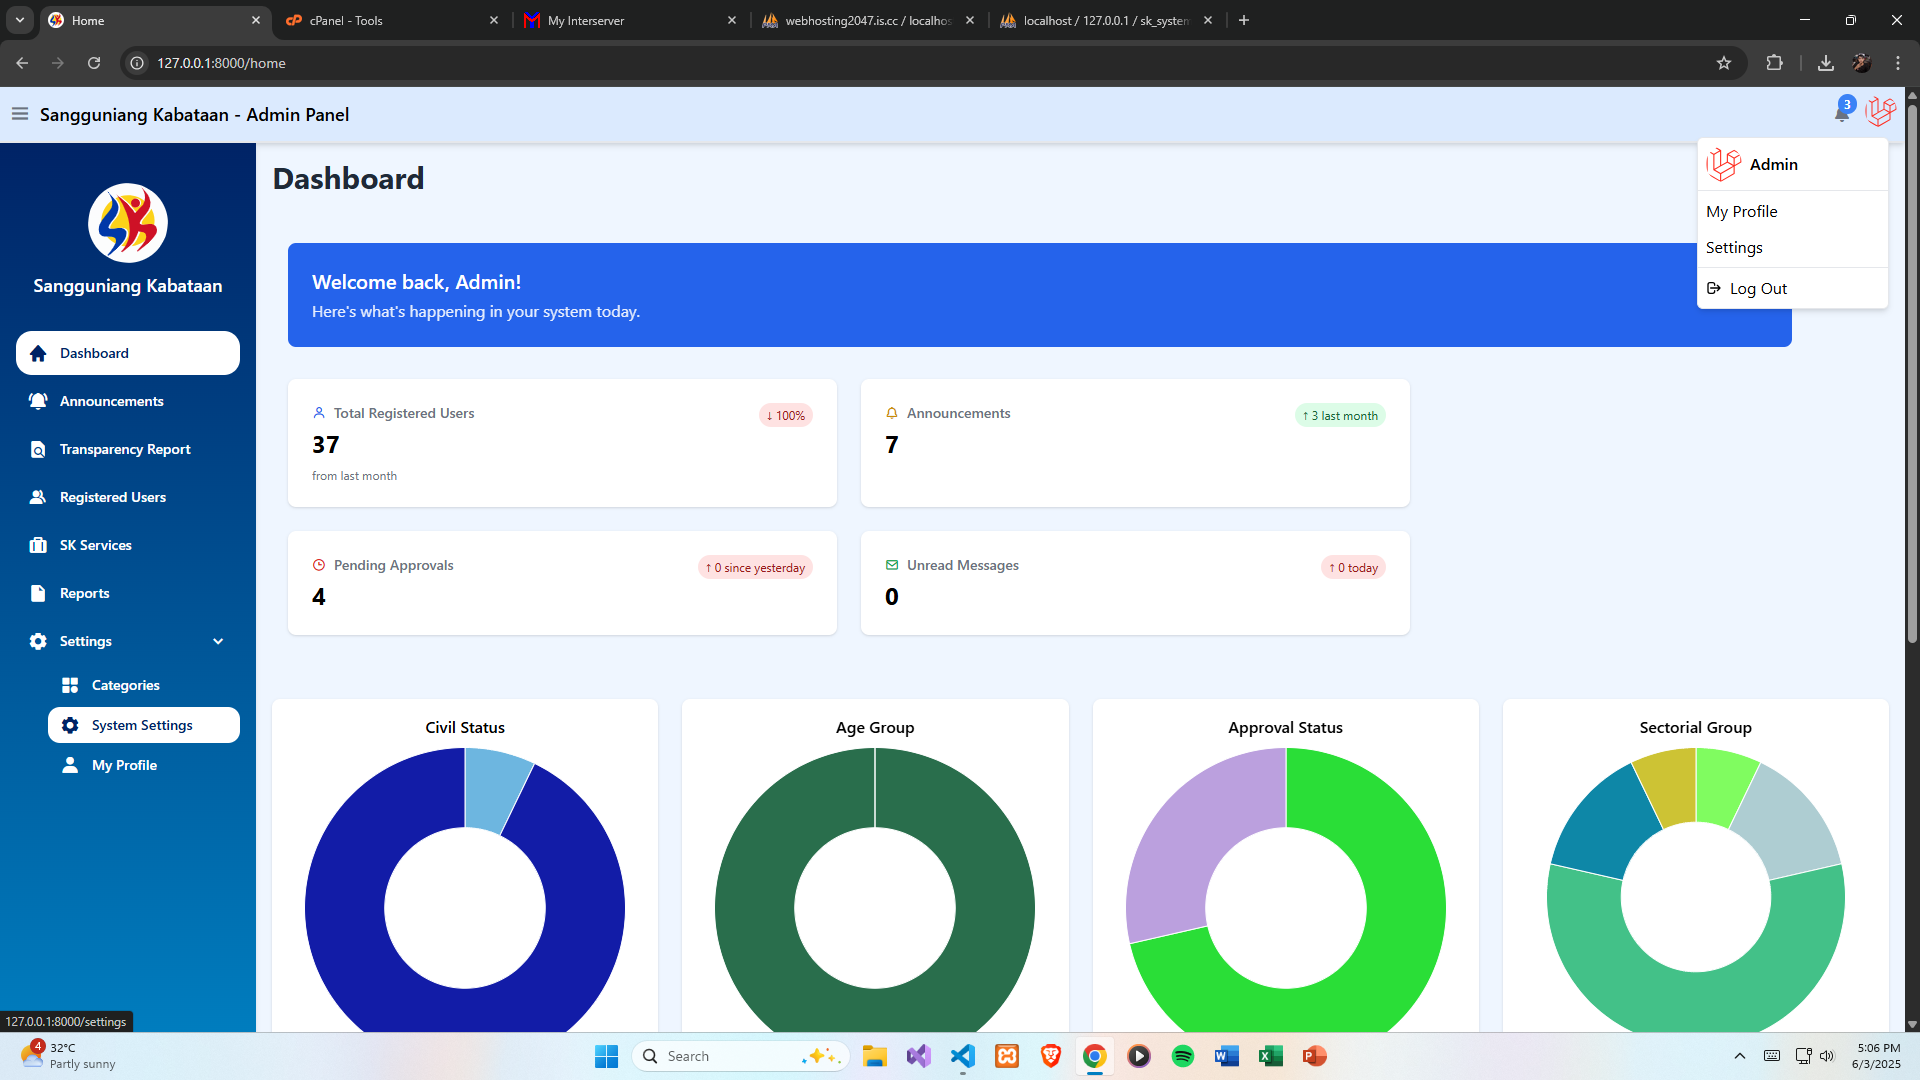 Home
cPanel - Tools
My Interserver
webhosting2047.is.cc / localhos
localhost / 127.0.0.1 / sk_system
127.0.0.1:8000/home
Sangguniang Kabataan - Admin Panel
3
Admin
My Profile
Settings
Log Out
Sangguniang Kabataan
Dashboard
Announcements
Transparency Report
Registered Users
SK Services
Reports
Settings
Categories
System Settings
My Profile
Dashboard
Welcome back, Admin!
Here's what's happening in your system today.
Total Registered Users
↓ 100%
37
from last month
Announcements
↑ 3 last month
7
Pending Approvals
↑ 0 since yesterday
4
Unread Messages
↑ 0 today
0
Civil Status
Age Group
Approval Status
Sectorial Group
127.0.0.1:8000/settings
4
32°C
Partly sunny
Search
5:06 PM
6/3/2025